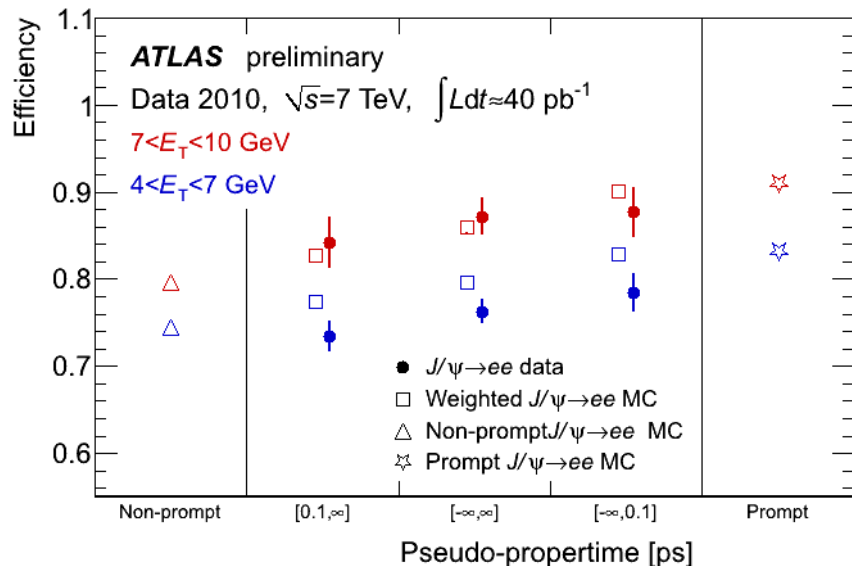 ATLAS preliminary
Data 2010, √s=7 TeV, ∫Ldt≈40 pb⁻¹
7<E_T<10 GeV
4<E_T<7 GeV
Efficiency
1.1
1
0.9
0.8
0.7
0.6
J/ψ→ee data
Weighted J/ψ→ee MC
Non-promptJ/ψ→ee MC
Prompt J/ψ→ee MC
Non-prompt [0.1,∞] [-∞,∞] [-∞,0.1] Prompt
Pseudo-propertime [ps]